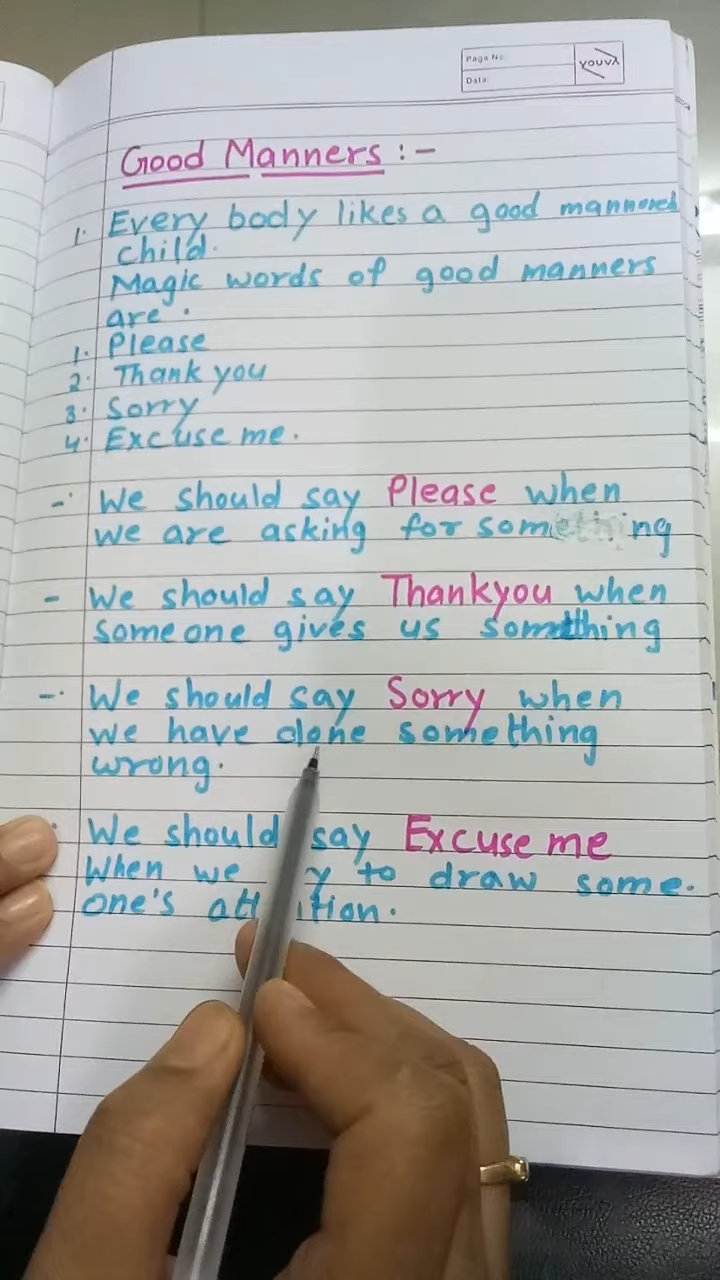 Page No.
Date:
YOUVA
Good Manners :-
1. Every body likes a good mannered
child.
Magic words of good manners
are .
1. Please
2. Thank you
3. Sorry
4. Excuse me.
- We should say Please when
we are asking for something
- We should say Thankyou when
someone gives us something
- We should say Sorry when
we have done something
wrong.
We should say Excuse me
When we to draw some.
one's